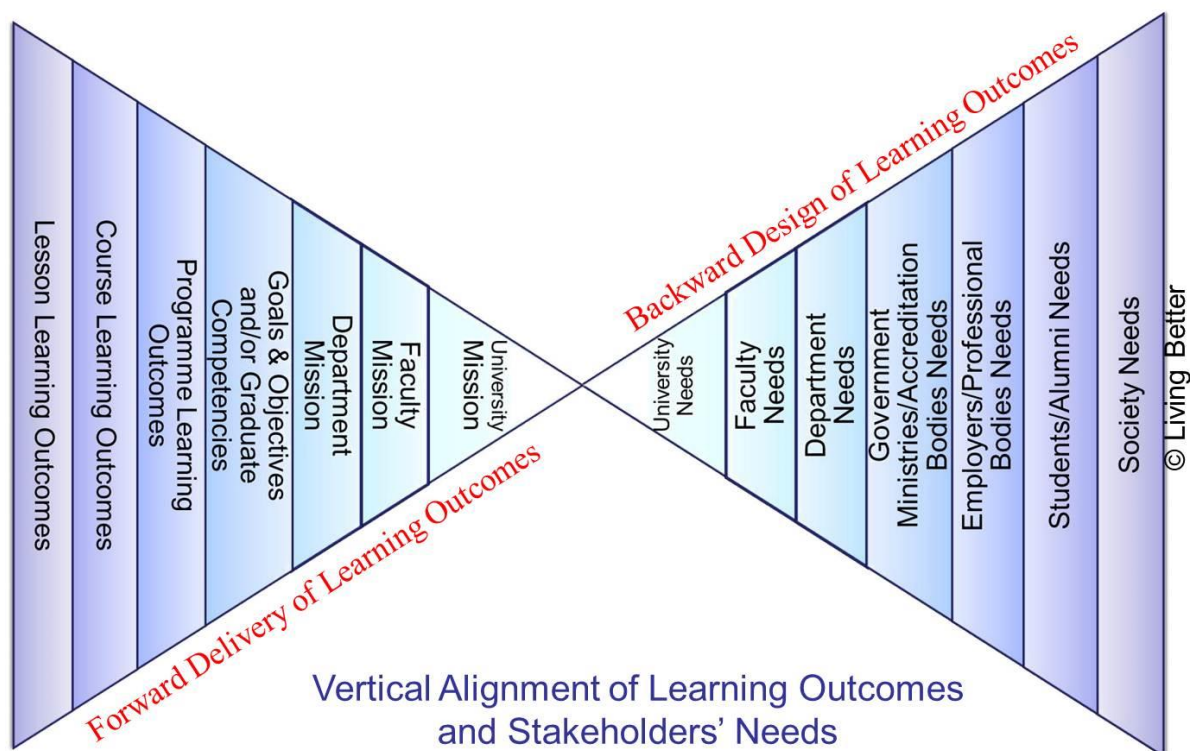 Lesson Learning Outcomes
Course Learning Outcomes
Programme Learning
Outcomes
Goals & Objectives
and/or Graduate
Competencies
Department
Mission
Faculty
Mission
University
Mission
University
Needs
Faculty
Needs
Department
Needs
Government
Ministries/Accreditation
Bodies Needs
Employers/Professional
Bodies Needs
Students/Alumni Needs
Society Needs
© Living Better
Backward Design of Learning Outcomes
Forward Delivery of Learning Outcomes
Vertical Alignment of Learning Outcomes
and Stakeholders' Needs